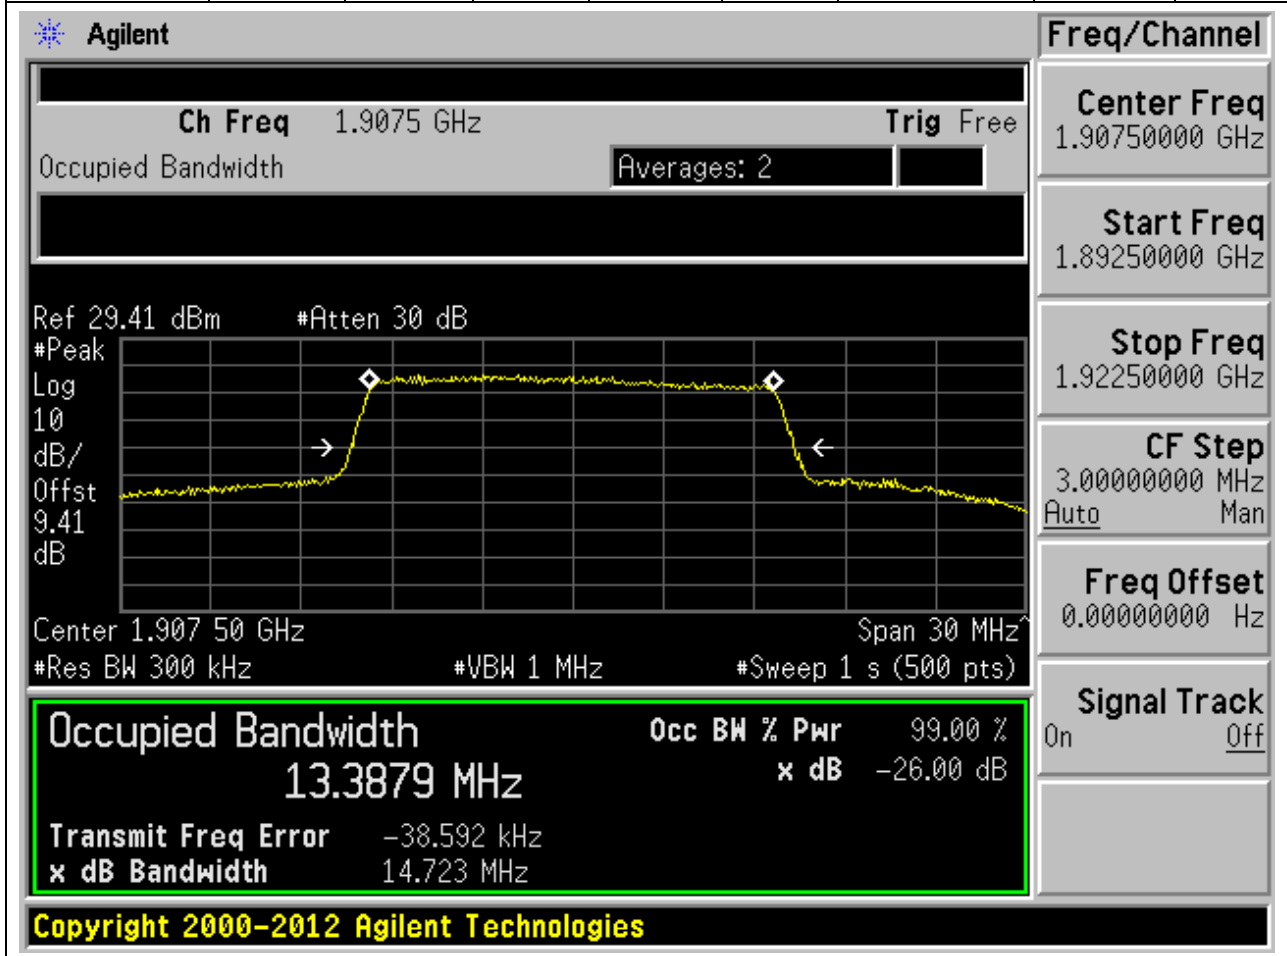 Agilent
Freq/Channel
Ch Freq 1.9075 GHz Trig Free
Occupied Bandwidth Averages: 2
Center Freq
1.90750000 GHz
Start Freq
1.89250000 GHz
Stop Freq
1.92250000 GHz
CF Step
3.00000000 MHz
Auto Man
Freq Offset
0.00000000 Hz
Signal Track
On Off
Ref 29.41 dBm #Atten 30 dB
#Peak
Log
10
dB/
Offst
9.41
dB
Center 1.907 50 GHz Span 30 MHz^
#Res BW 300 kHz #VBW 1 MHz #Sweep 1 s (500 pts)
Occupied Bandwidth Occ BW % Pwr 99.00 %
13.3879 MHz x dB -26.00 dB
Transmit Freq Error -38.592 kHz
x dB Bandwidth 14.723 MHz
Copyright 2000-2012 Agilent Technologies